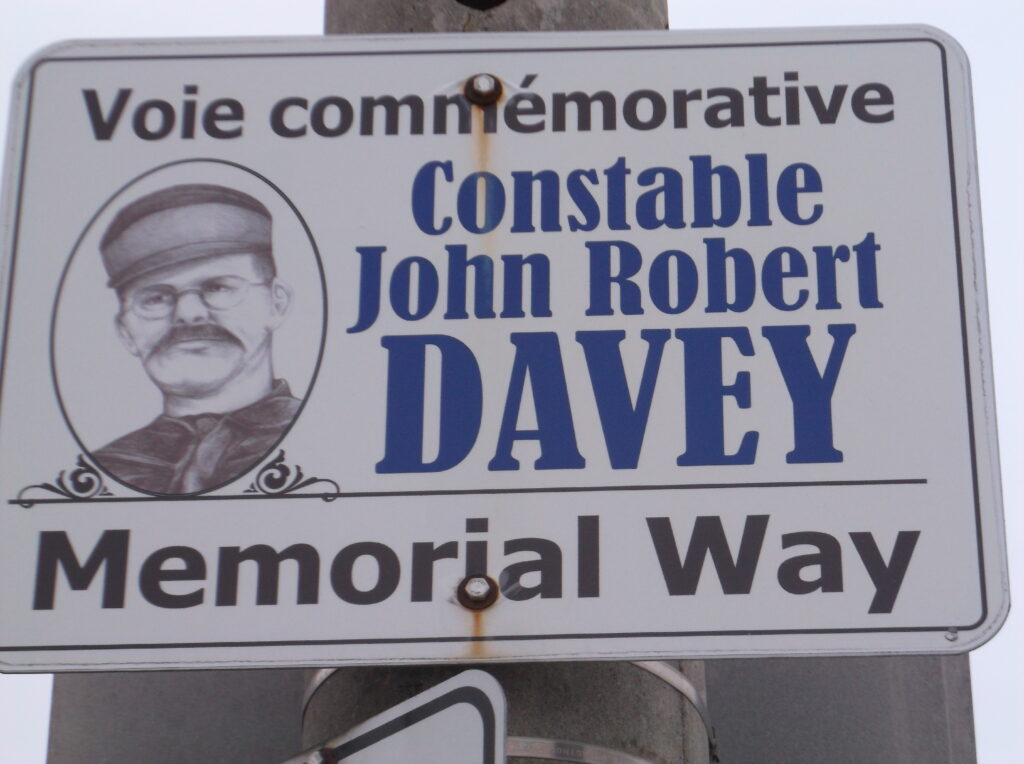 Voie commémorative
Constable
John Robert
DAVEY
Memorial Way